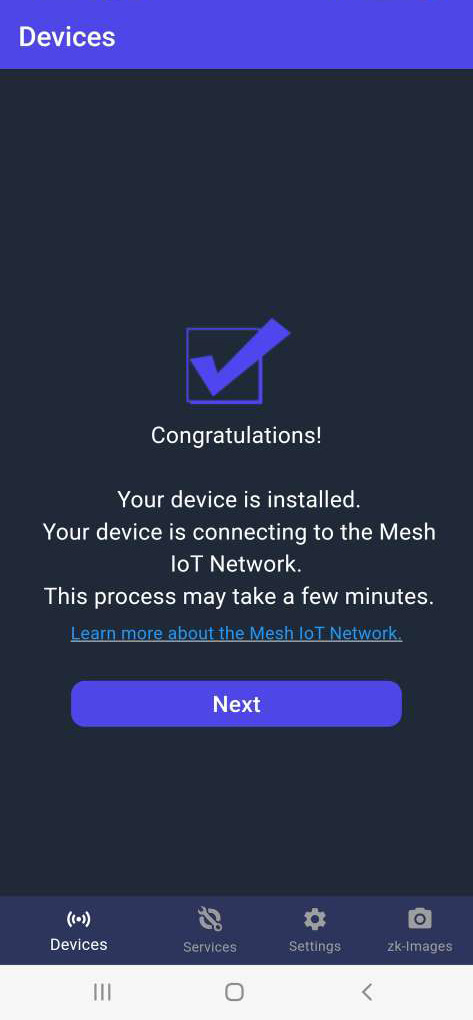 Devices
Congratulations!
Your device is installed.
Your device is connecting to the Mesh
IoT Network.
This process may take a few minutes.
Learn more about the Mesh IoT Network.
Next
Devices
Services
Settings
zk-Images